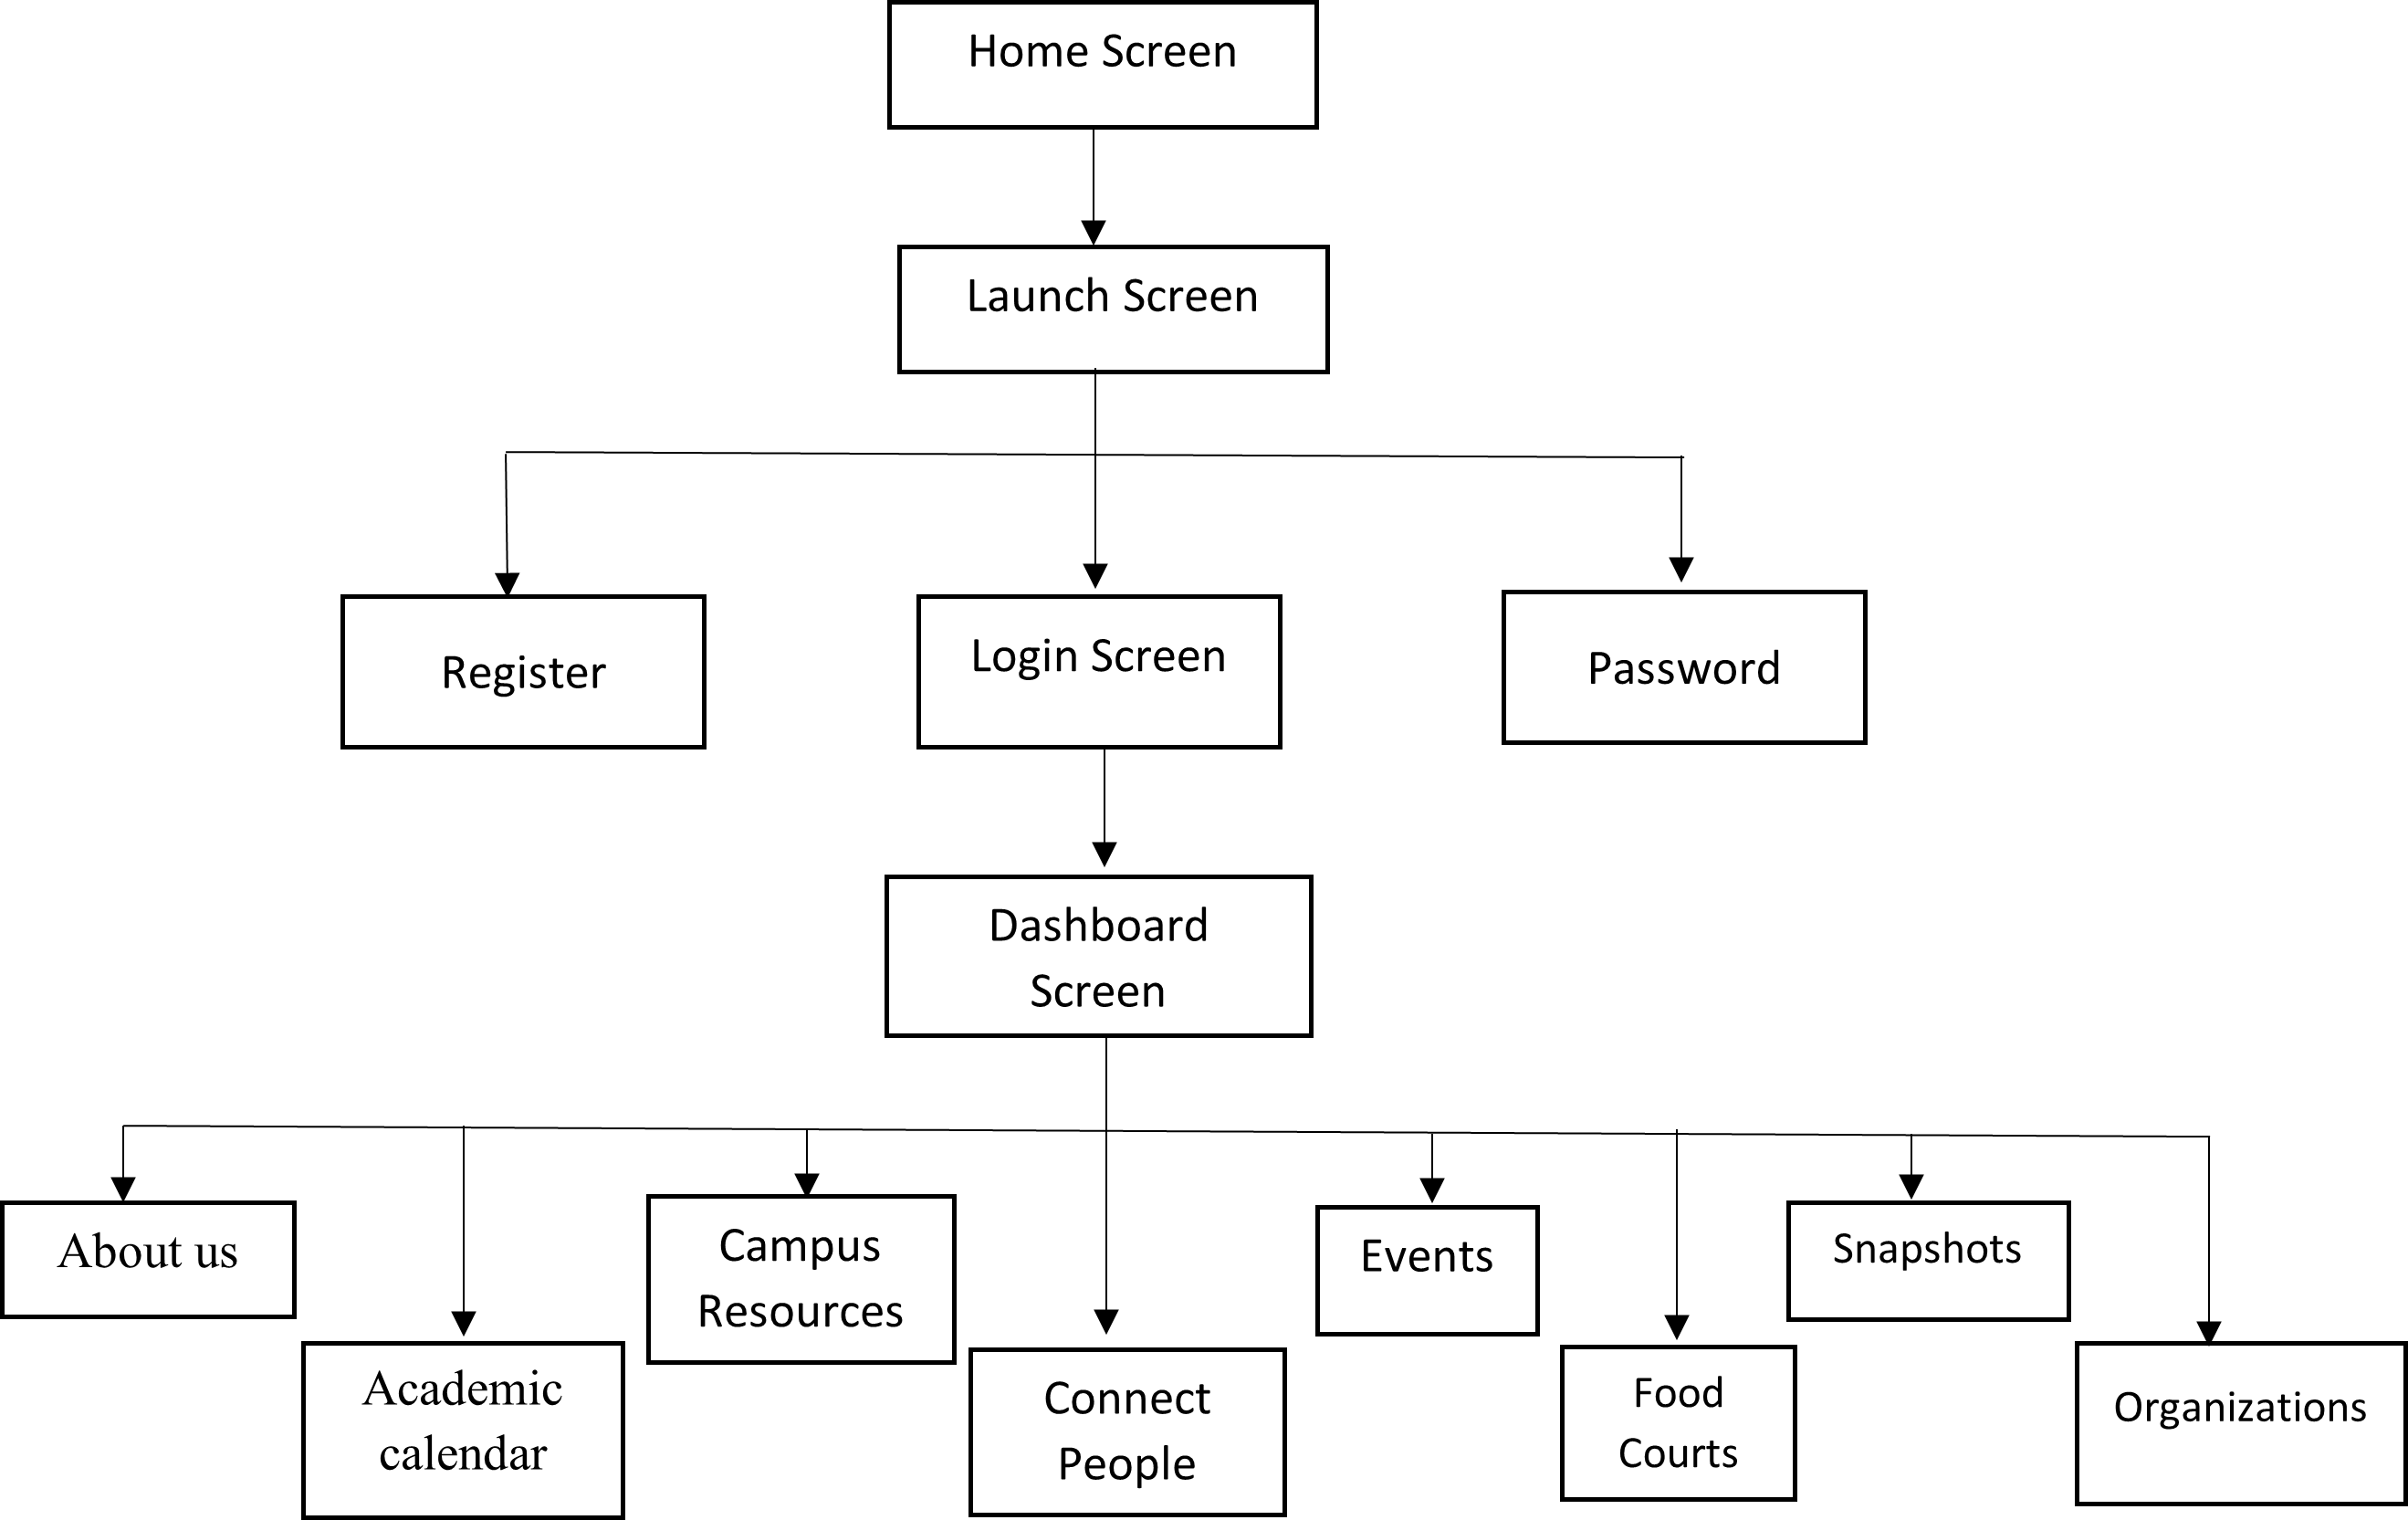 Home Screen
Launch Screen
Register
Login Screen
Password
Dashboard
Screen
About us
Academic
calendar
Campus
Resources
Connect
People
Events
Food
Courts
Snapshots
Organizations